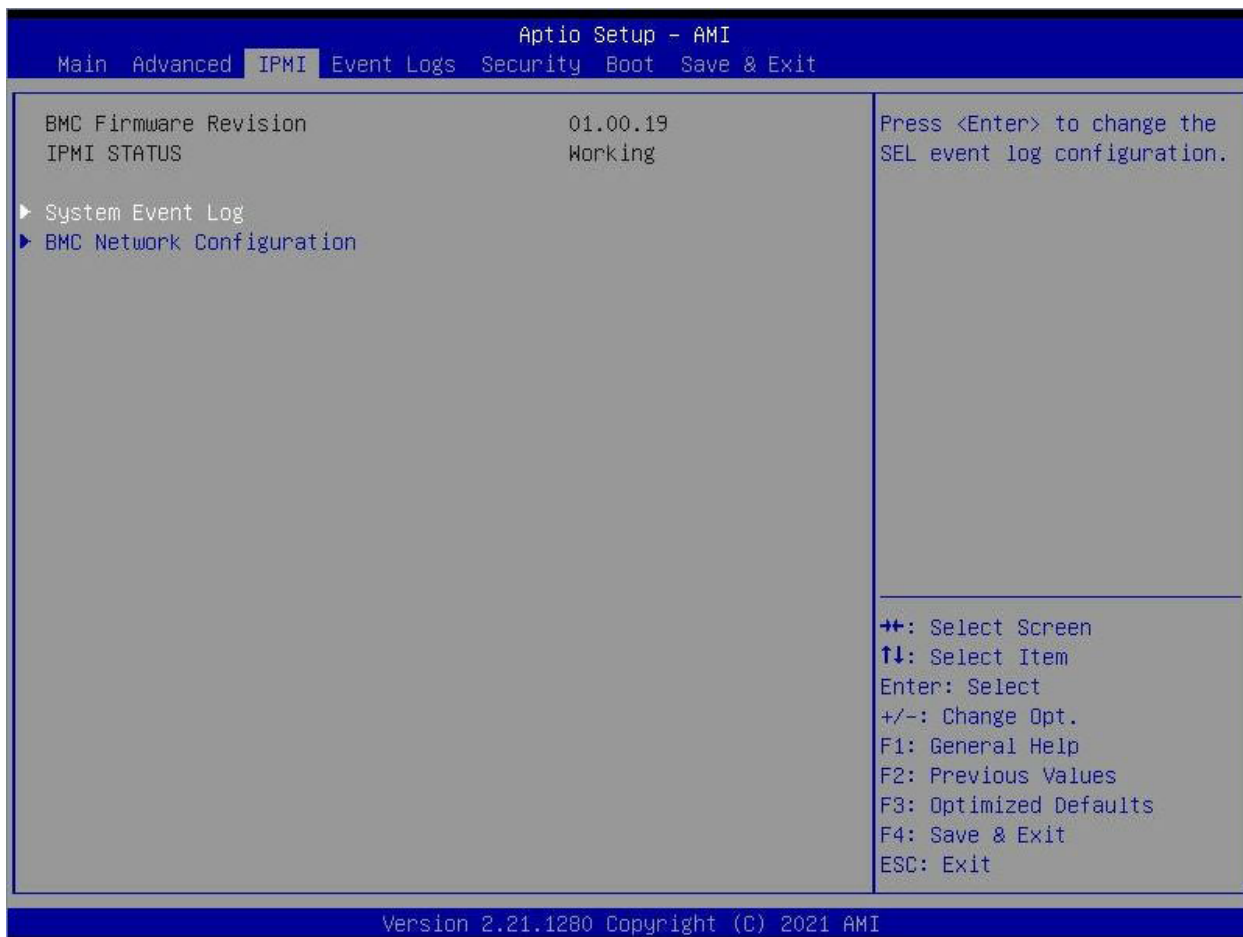 Aptio Setup - AMI
Main Advanced IPMI Event Logs Security Boot Save & Exit
BMC Firmware Revision 01.00.19
IPMI STATUS Working
System Event Log
BMC Network Configuration
Press <Enter> to change the
SEL event log configuration.
→←: Select Screen
↑↓: Select Item
Enter: Select
+/-: Change Opt.
F1: General Help
F2: Previous Values
F3: Optimized Defaults
F4: Save & Exit
ESC: Exit
Version 2.21.1280 Copyright (C) 2021 AMI